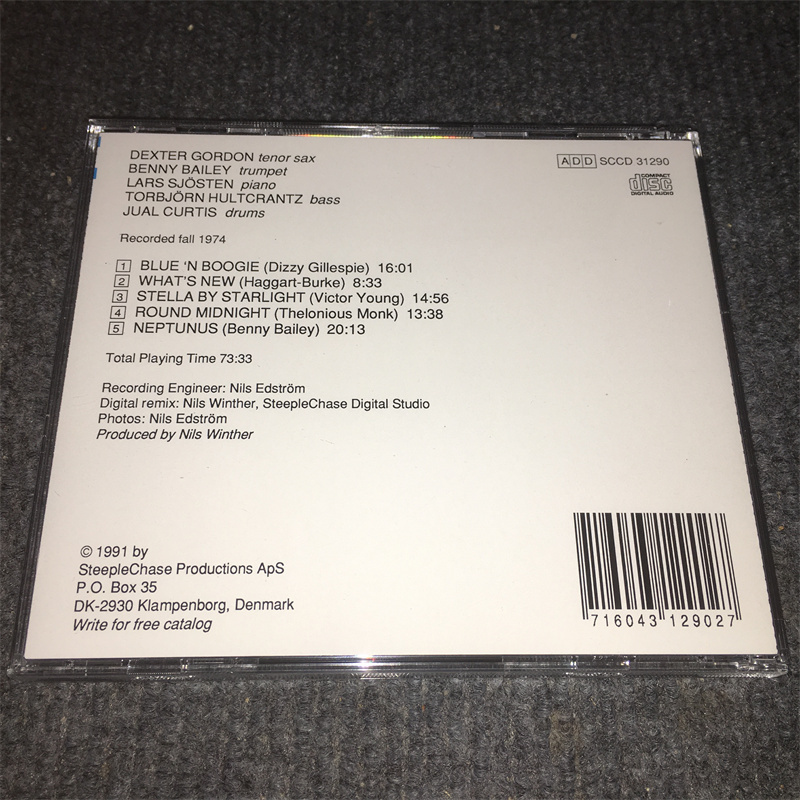 DEXTER GORDON tenor sax
BENNY BAILEY trumpet
LARS SJÖSTEN piano
TORBJÖRN HULTCRANTZ bass
JUAL CURTIS drums
ADD SCCD 31290
COMPACT
disc
DIGITAL AUDIO
Recorded fall 1974
1 BLUE ‘N BOOGIE (Dizzy Gillespie) 16:01
2 WHAT'S NEW (Haggart-Burke) 8:33
3 STELLA BY STARLIGHT (Victor Young) 14:56
4 ROUND MIDNIGHT (Thelonious Monk) 13:38
5 NEPTUNUS (Benny Bailey) 20:13
Total Playing Time 73:33
Recording Engineer: Nils Edström
Digital remix: Nils Winther, SteepleChase Digital Studio
Photos: Nils Edström
Produced by Nils Winther
© 1991 by
SteepleChase Productions ApS
P.O. Box 35
DK-2930 Klampenborg, Denmark
Write for free catalog
716043 129027